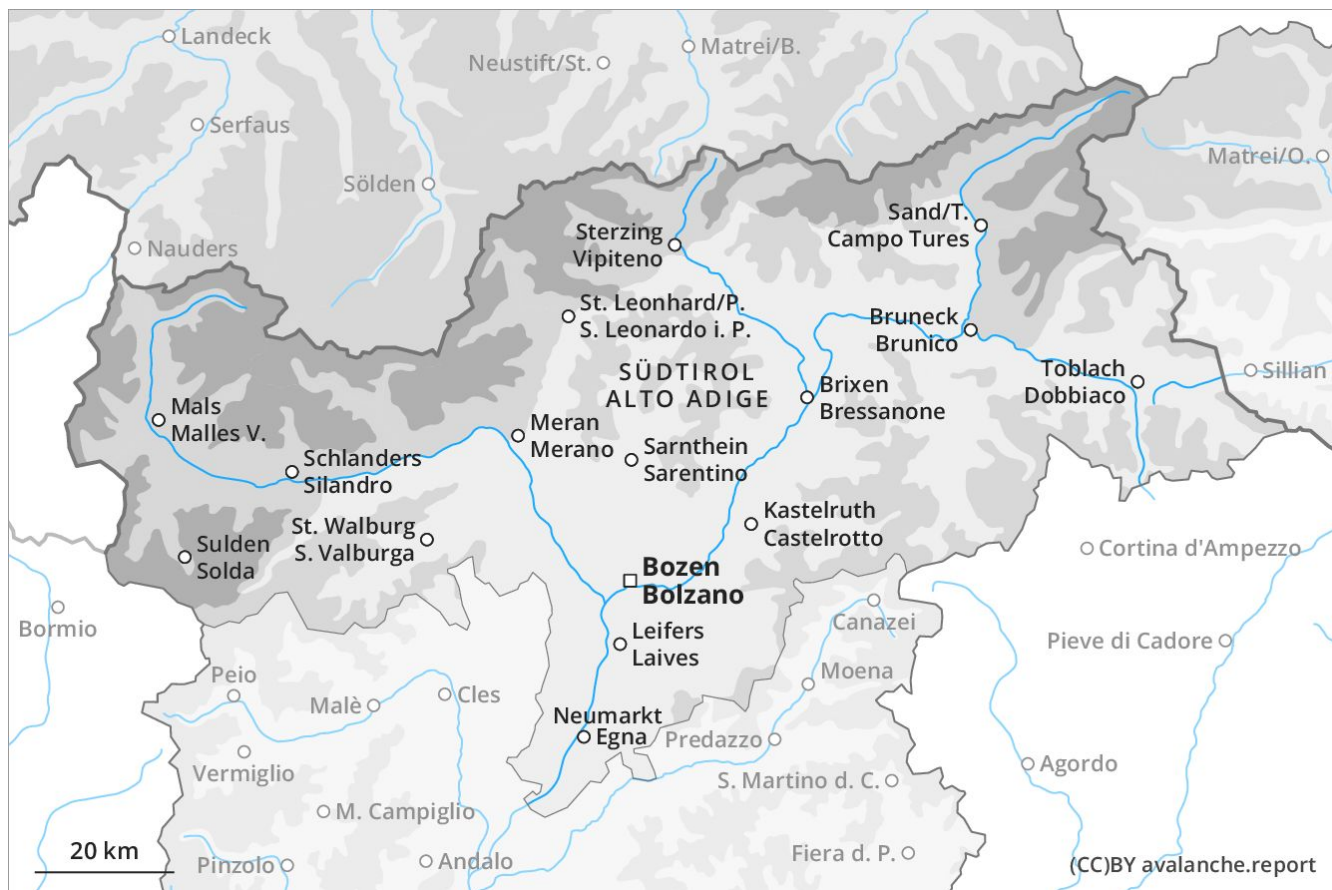 Landeck
Matrei/B.
Neustift/St.
Serfaus
Matrei/O.
Sölden
Sand/T.
Campo Tures
Sterzing
Vipiteno
Nauders
St. Leonhard/P.
S. Leonardo i. P.
Bruneck
Brunico
SÜDTIROL
ALTO ADIGE
Toblach
Dobbiaco
Sillian
Brixen
Bressanone
Mals
Malles V.
Meran
Merano
Sarnthein
Sarentino
Schlanders
Silandro
St. Walburg
S. Valburga
Kastelruth
Castelrotto
Sulden
Solda
Cortina d'Ampezzo
Bozen
Bolzano
Bormio
Canazei
Leifers
Laives
Pieve di Cadore
Peio
Moena
Malè
Cles
Neumarkt
Egna
Predazzo
Vermiglio
Agordo
S. Martino d. C.
M. Campiglio
20 km
Pinzolo
Andalo
Fiera d. P.
(CC)BY avalanche.report